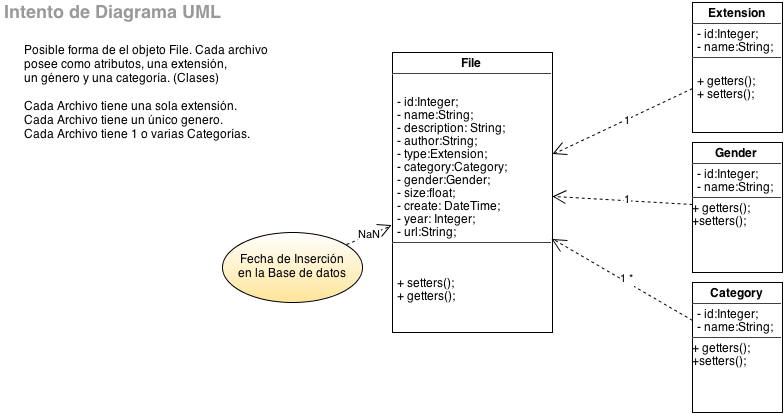 Intento de Diagrama UML
Posible forma de el objeto File. Cada archivo
posee como atributos, una extensión,
un género y una categoría. (Clases)
Cada Archivo tiene una sola extensión.
Cada Archivo tiene un único genero.
Cada Archivo tiene 1 o varias Categorías.
File
- id:Integer;
- name:String;
- description: String;
- author:String;
- type:Extension;
- category:Category;
- gender:Gender;
- size:float;
- create: DateTime;
- year: Integer;
- url:String;
+ setters();
+ getters();
NaN
Fecha de Inserción
en la Base de datos
Extension
- id:Integer;
- name:String;
+ getters();
+ setters();
1
Gender
- id:Integer;
- name:String;
+ getters();
+setters();
1
Category
- id:Integer;
- name:String;
+ getters();
+setters();
1 *